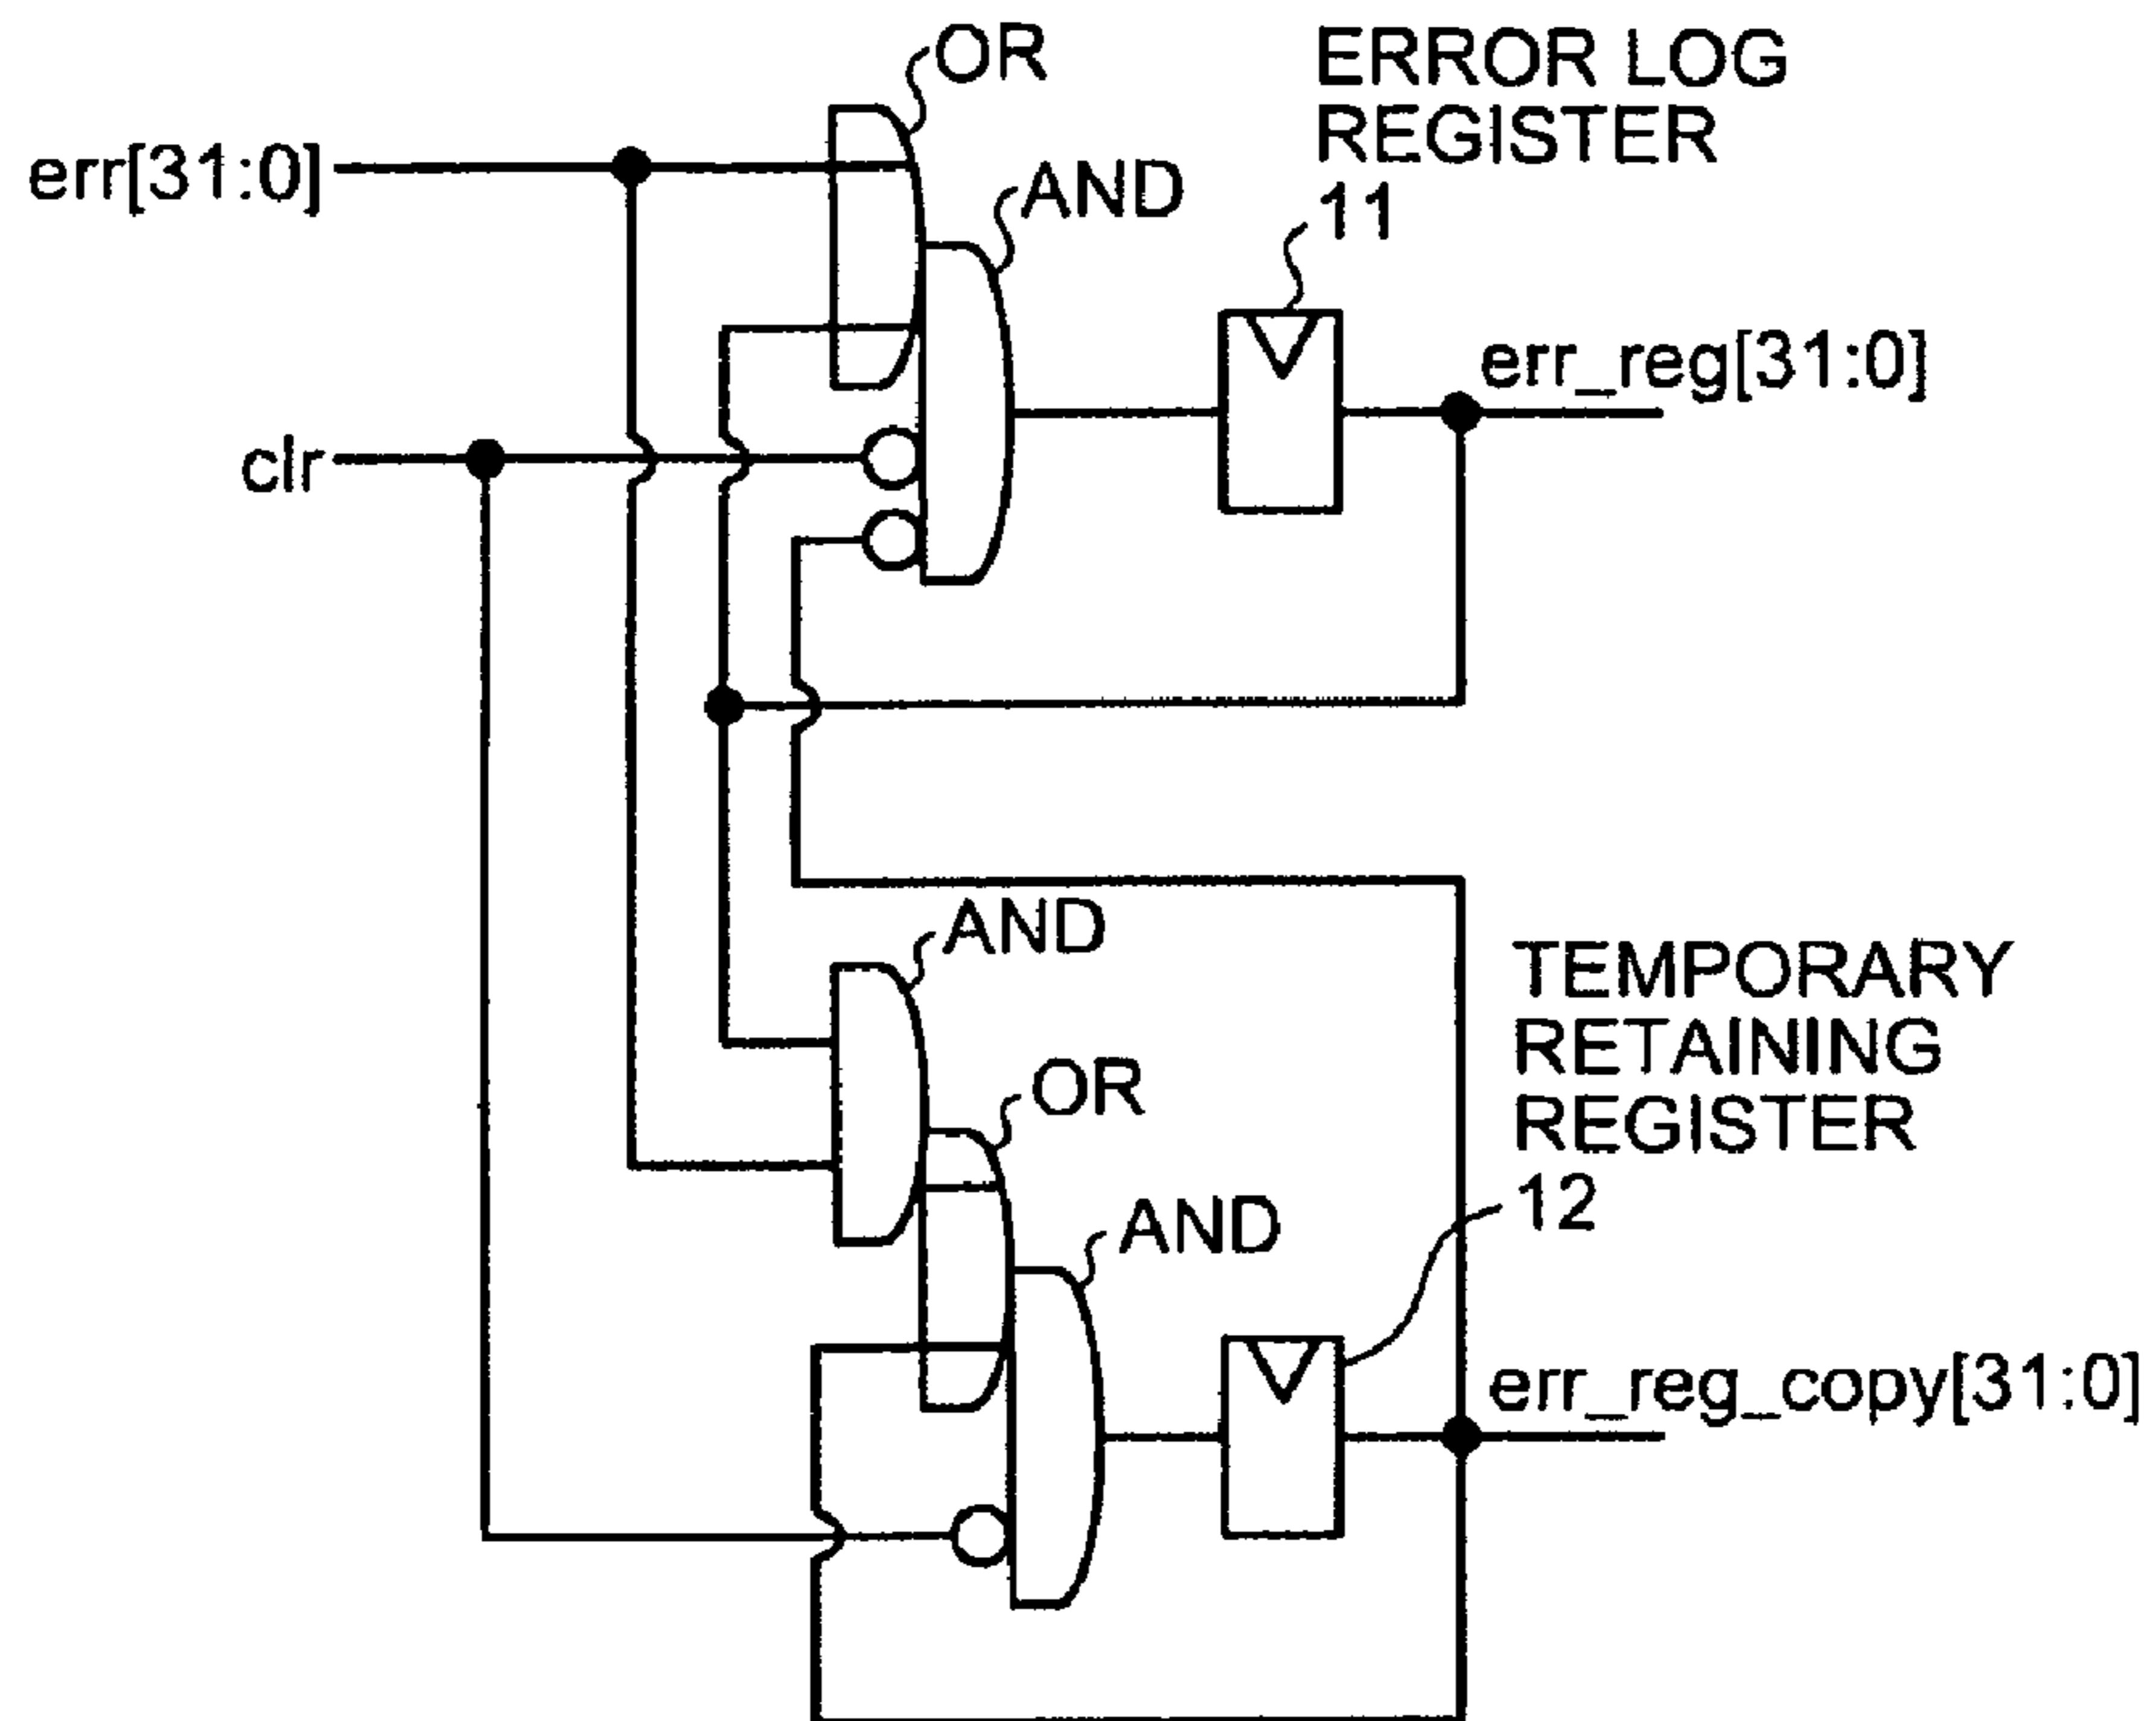 OR
ERROR LOG
REGISTER
11
err[31:0]
AND
err_reg[31:0]
clr
AND
TEMPORARY
RETAINING
REGISTER
12
OR
AND
err_reg_copy[31:0]